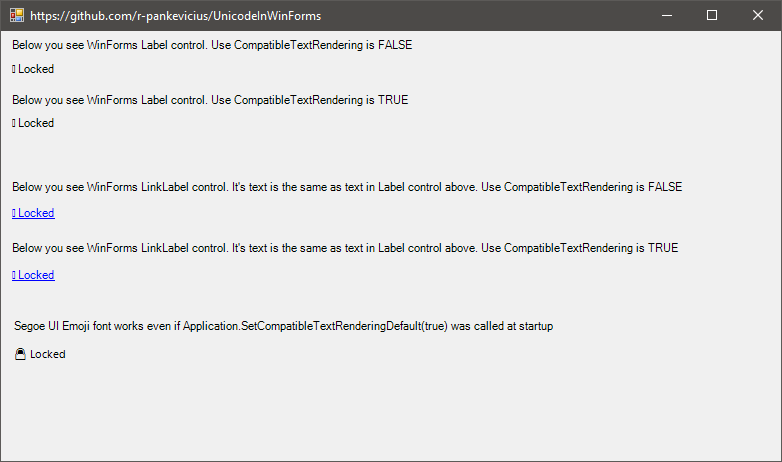 https://github.com/r-pankevicius/UnicodeInWinForms
Below you see WinForms Label control. Use CompatibleTextRendering is FALSE
▯ Locked
Below you see WinForms Label control. Use CompatibleTextRendering is TRUE
▯ Locked
Below you see WinForms LinkLabel control. It's text is the same as text in Label control above. Use CompatibleTextRendering is FALSE
▯ Locked
Below you see WinForms LinkLabel control. It's text is the same as text in Label control above. Use CompatibleTextRendering is TRUE
▯ Locked
Segoe UI Emoji font works even if Application.SetCompatibleTextRenderingDefault(true) was called at startup
🔒 Locked